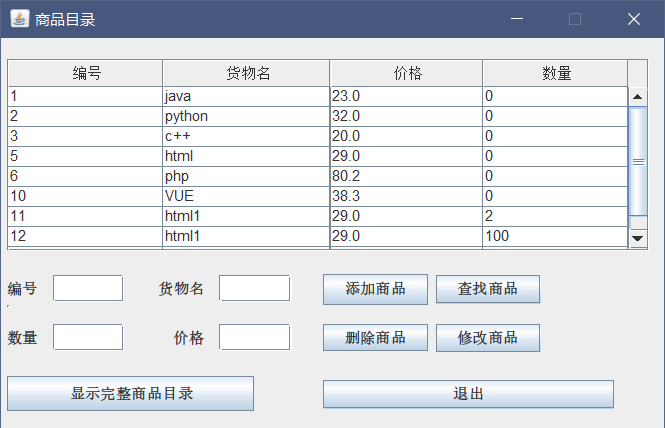 商品目录
编号 货物名 价格 数量
1 java 23.0 0
2 python 32.0 0
3 c++ 20.0 0
5 html 29.0 0
6 php 80.2 0
10 VUE 38.3 0
11 html1 29.0 2
12 html1 29.0 100
编号 货物名 添加商品 查找商品
数量 价格 删除商品 修改商品
显示完整商品目录 退出